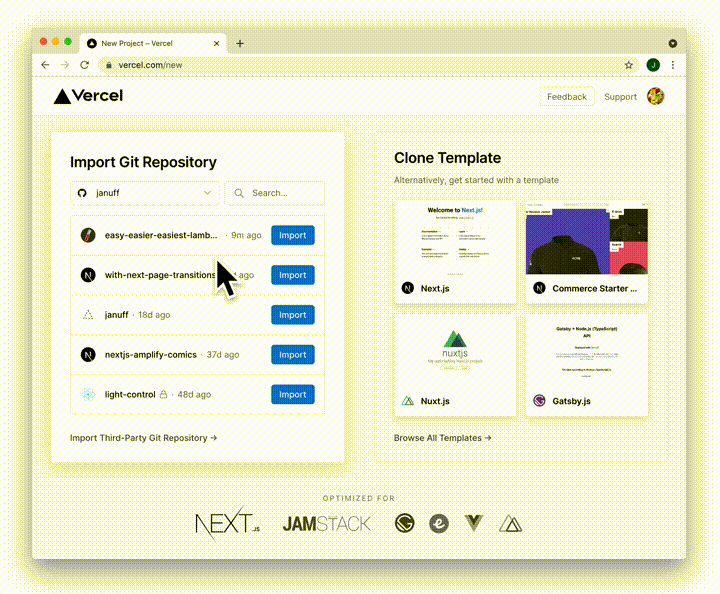 New Project – Vercel
vercel.com/new
J
Vercel
Feedback
Support
Import Git Repository
januff
Search...
easy-easier-easiest-lamb... · 9m ago
Import
with-next-page-transitions ago
Import
januff · 18d ago
Import
nextjs-amplify-comics · 37d ago
Import
light-control · 48d ago
Import
Import Third-Party Git Repository →
Clone Template
Alternatively, get started with a template
Welcome to Next.js!
Next.js
Commerce Starter ...
nuxtjs
Nuxt.js
Gatsby + Node.js (TypeScript)
API
Gatsby.js
Browse All Templates →
OPTIMIZED FOR
NEXT.JS
JAMSTACK